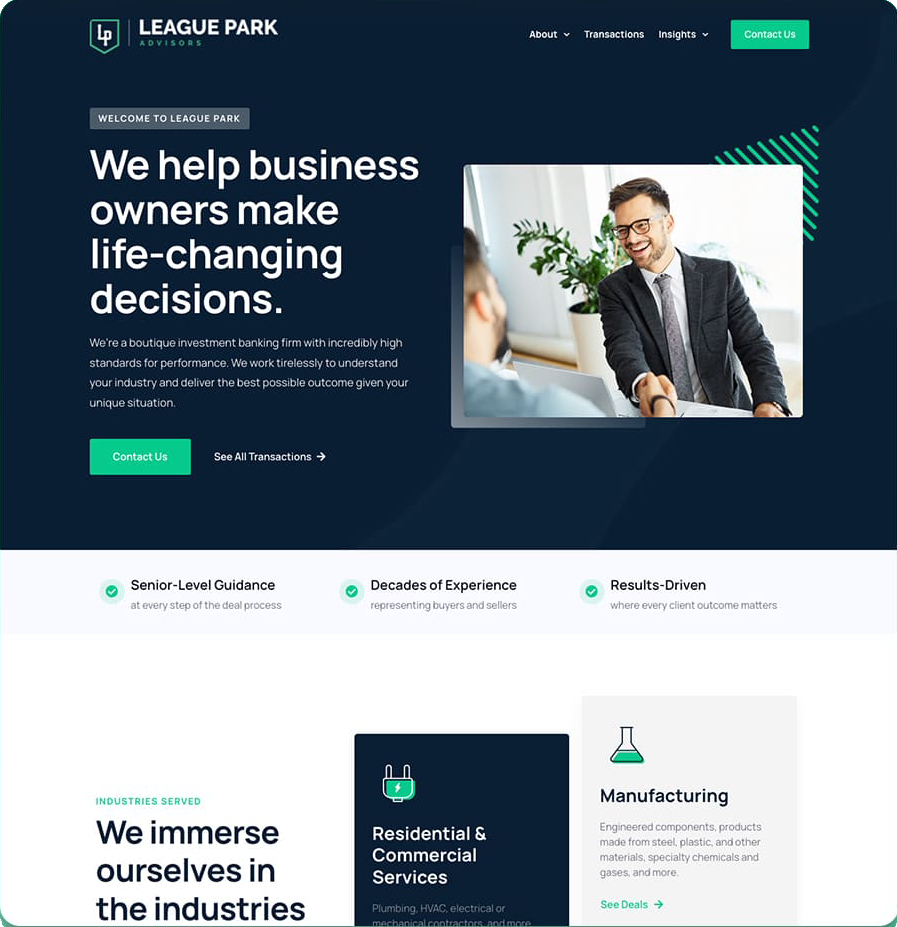 LP
LEAGUE PARK
ADVISORS
About
Transactions
Insights
Contact Us
WELCOME TO LEAGUE PARK
We help business
owners make
life-changing
decisions.
We're a boutique investment banking firm with incredibly high
standards for performance. We work tirelessly to understand
your industry and deliver the best possible outcome given your
unique situation.
Contact Us
See All Transactions →
Senior-Level Guidance
at every step of the deal process
Decades of Experience
representing buyers and sellers
Results-Driven
where every client outcome matters
INDUSTRIES SERVED
We immerse
ourselves in
the industries
Residential &
Commercial
Services
Plumbing, HVAC, electrical or
mechanical contractors, and more
Manufacturing
Engineered components, products
made from steel, plastic, and other
materials, specialty chemicals and
gases, and more.
See Deals →